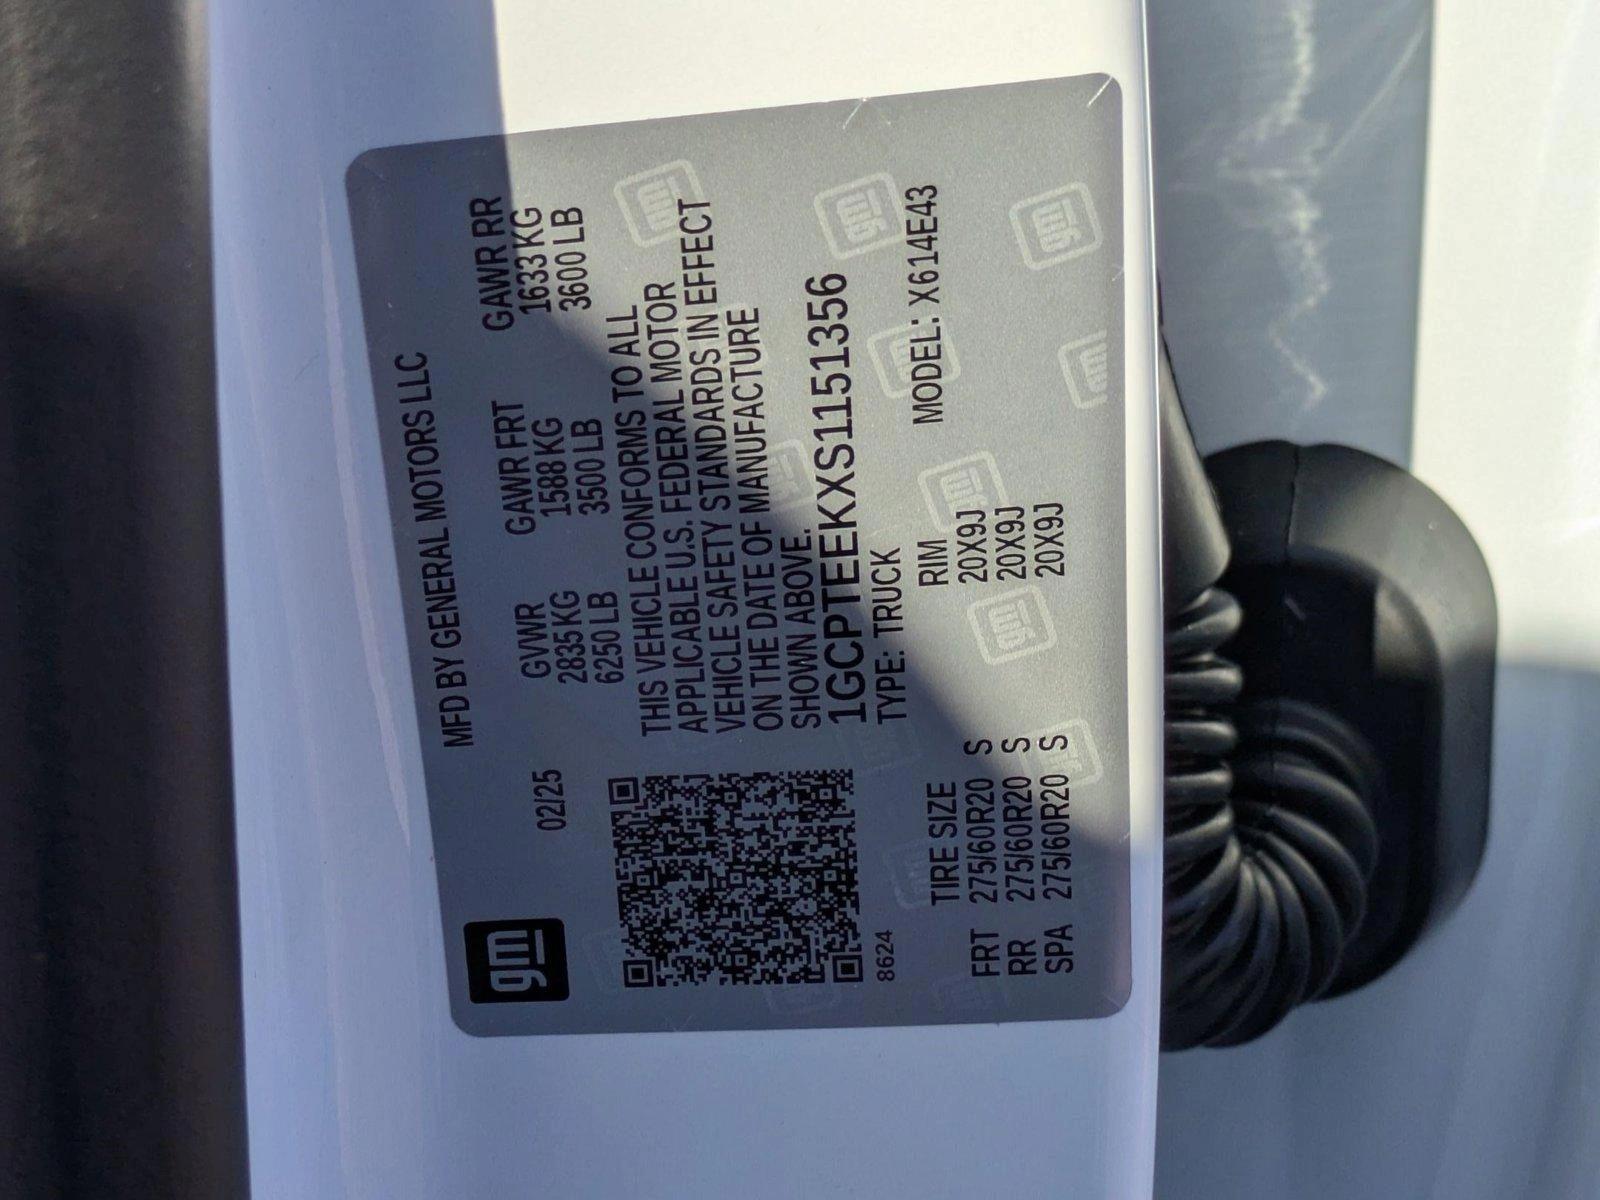 gm
MFD BY GENERAL MOTORS LLC
02/25
GVWR GAWR FRT GAWR RR
2835 KG 1588 KG 1633 KG
6250 LB 3500 LB 3600 LB
THIS VEHICLE CONFORMS TO ALL
APPLICABLE U.S. FEDERAL MOTOR
VEHICLE SAFETY STANDARDS IN EFFECT
ON THE DATE OF MANUFACTURE
SHOWN ABOVE.
1GCPTEEKXS1151356
8624 TYPE: TRUCK MODEL: X614E43
TIRE SIZE RIM
FRT 275/60R20 S 20X9J
RR 275/60R20 S 20X9J
SPA 275/60R20 S 20X9J